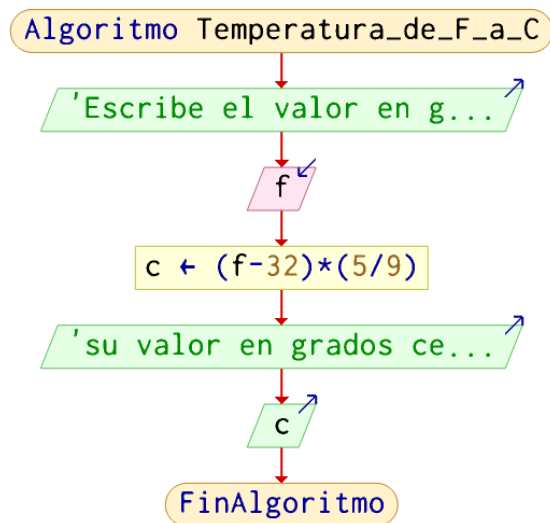 Algoritmo Temperatura_de_F_a_C
'Escribe el valor en g...
f
c ← (f-32)*(5/9)
'su valor en grados ce...
c
FinAlgoritmo